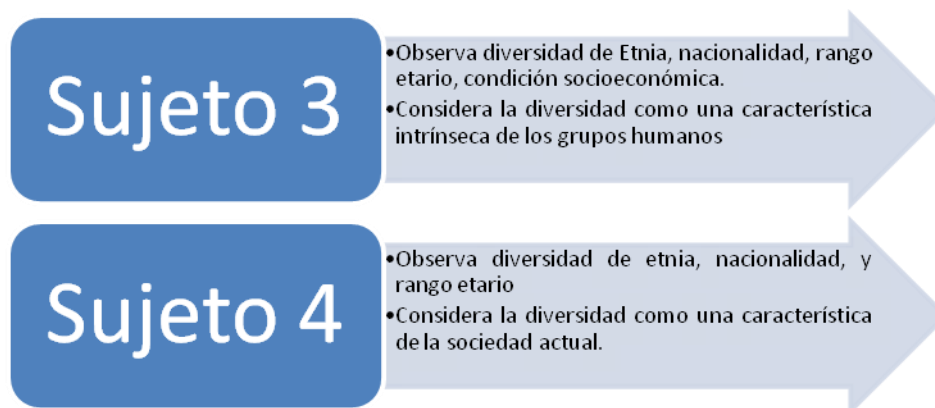 Sujeto 3
•Observa diversidad de Etnia, nacionalidad, rango
etario, condición socioeconómica.
•Considera la diversidad como una característica
intrínseca de los grupos humanos
Sujeto 4
•Observa diversidad de etnia, nacionalidad, y
rango etario
•Considera la diversidad como una característica
de la sociedad actual.